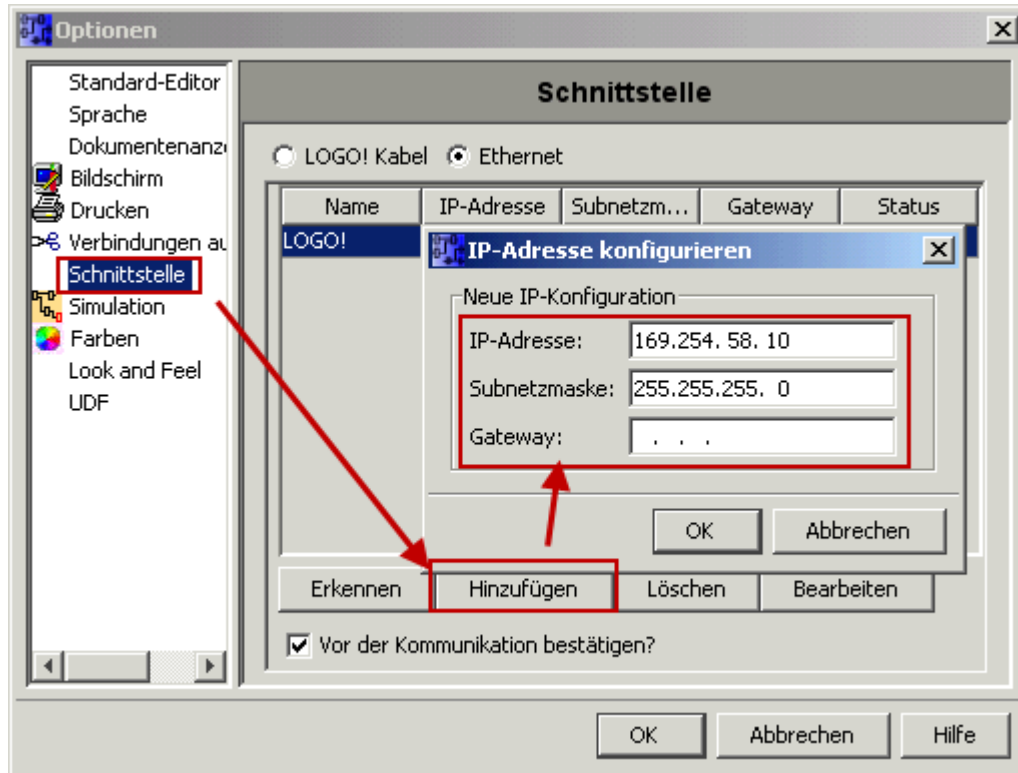 Optionen
Standard-Editor
Sprache
Dokumentenanz
Bildschirm
Drucken
Verbindungen au
Schnittstelle
Simulation
Farben
Look and Feel
UDF
Schnittstelle
LOGO! Kabel
Ethernet
Name IP-Adresse Subnetzm... Gateway Status
LOGO!
IP-Adresse konfigurieren
Neue IP-Konfiguration
IP-Adresse: 169.254. 58. 10
Subnetzmaske: 255.255.255. 0
Gateway: . . .
OK Abbrechen
Erkennen Hinzufügen Löschen Bearbeiten
Vor der Kommunikation bestätigen?
OK Abbrechen Hilfe